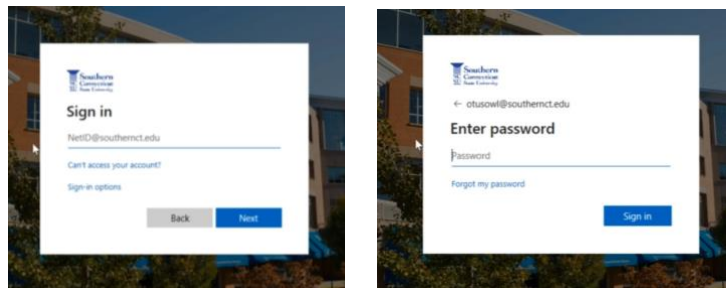 Southern
Connecticut
State University
Sign in
NetID@southernct.edu
Can't access your account?
Sign-in options
Back
Next
Southern
Connecticut
State University
← otusowl@southernct.edu
Enter password
Password
Forgot my password
Sign in